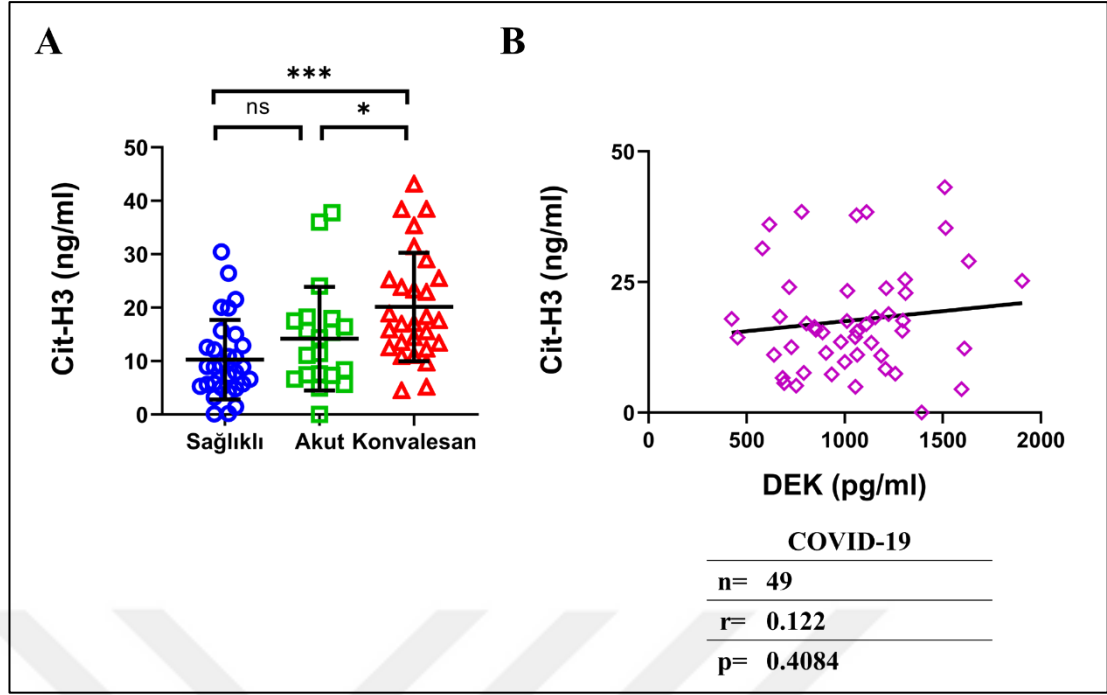 A
B
***
ns
*
50
40
30
20
10
0
Cit-H3 (ng/ml)
Sağlıklı Akut Konvalesan
50
25
0
Cit-H3 (ng/ml)
0 500 1000 1500 2000
DEK (pg/ml)
COVID-19
n= 49
r= 0.122
p= 0.4084